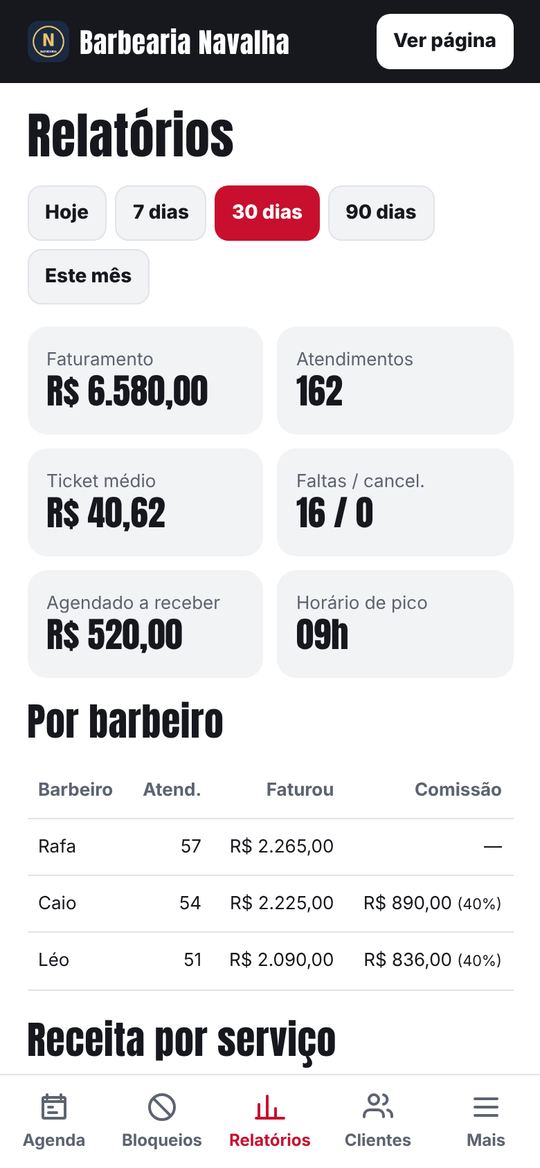 N
Barbearia Navalha
Ver página
Relatórios
Hoje
7 dias
30 dias
90 dias
Este mês
Faturamento
R$ 6.580,00
Atendimentos
162
Ticket médio
R$ 40,62
Faltas / cancel.
16 / 0
Agendado a receber
R$ 520,00
Horário de pico
09h
Por barbeiro
Barbeiro Atend. Faturou Comissão
Rafa 57 R$ 2.265,00 —
Caio 54 R$ 2.225,00 R$ 890,00 (40%)
Léo 51 R$ 2.090,00 R$ 836,00 (40%)
Receita por serviço
Agenda Bloqueios Relatórios Clientes Mais